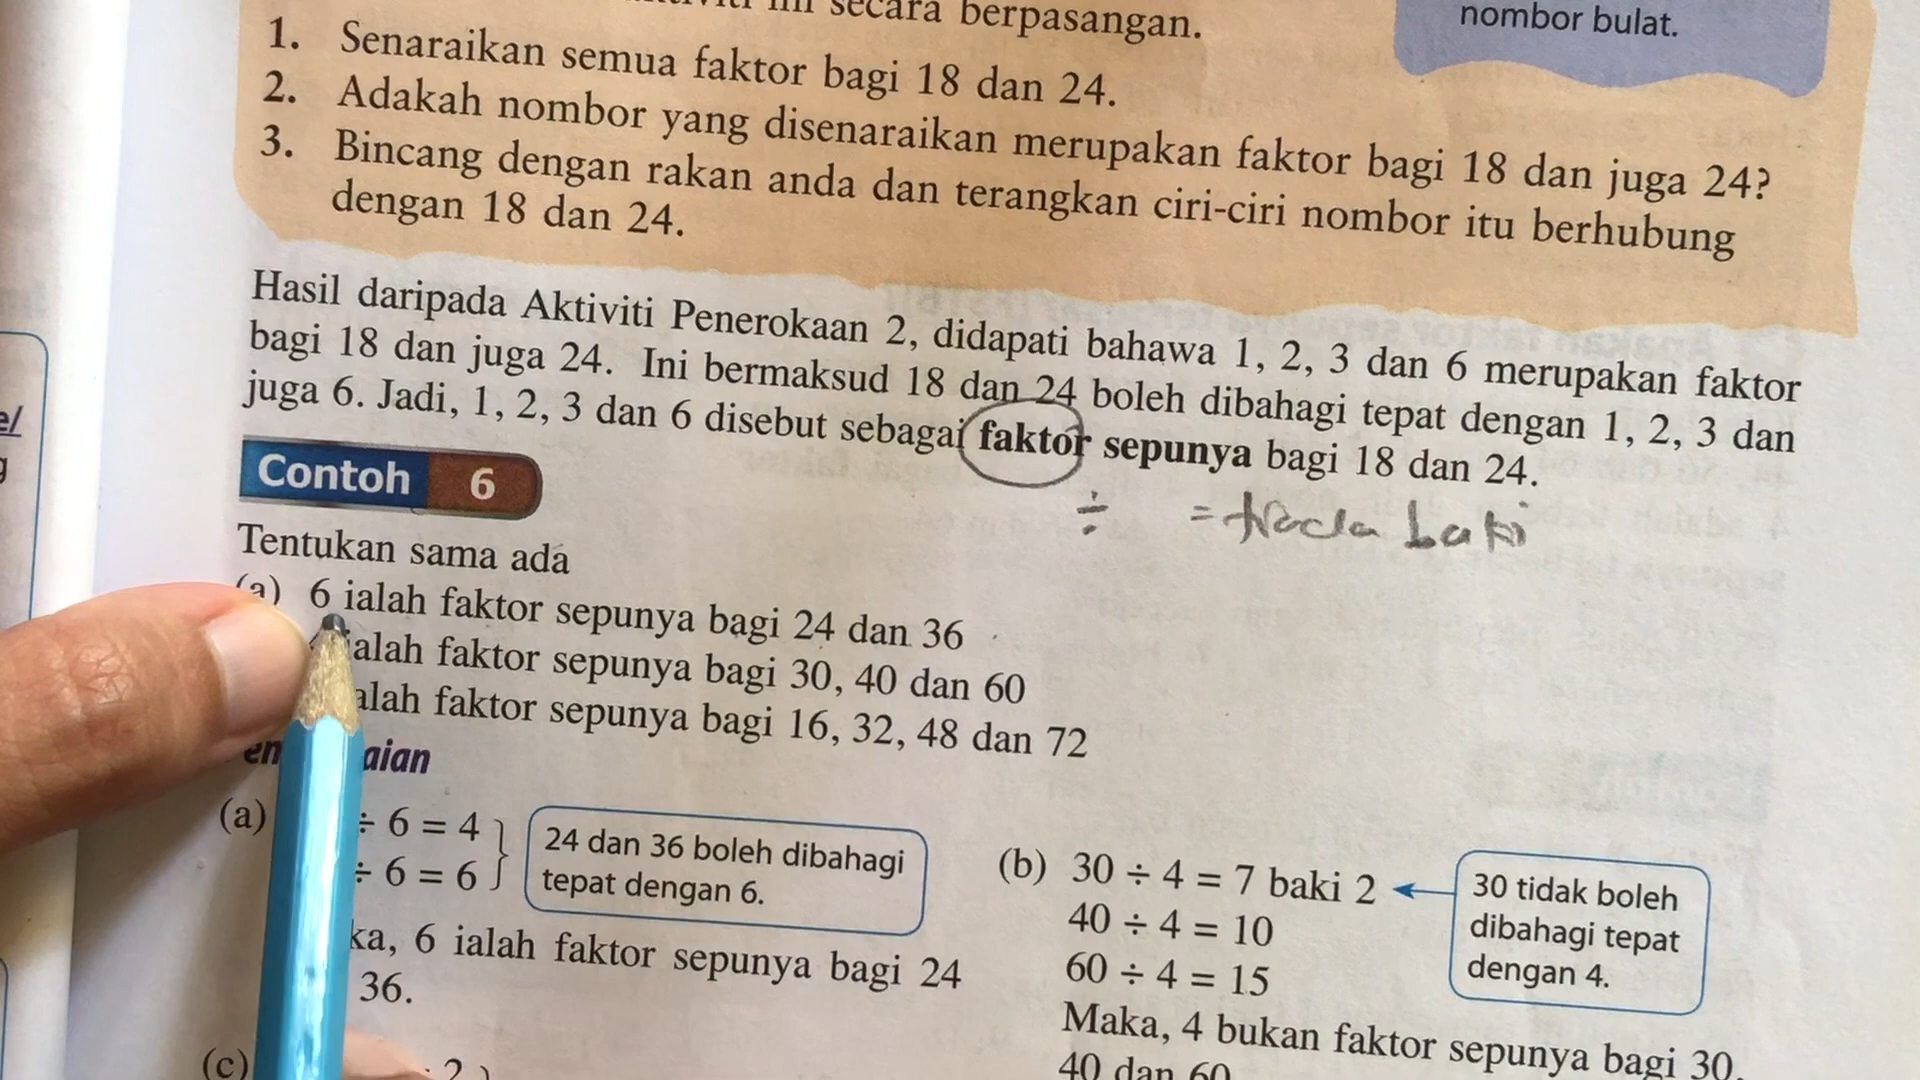 secara berpasangan.
nombor bulat.
1. Senaraikan semua faktor bagi 18 dan 24.
2. Adakah nombor yang disenaraikan merupakan faktor bagi 18 dan juga 24?
3. Bincang dengan rakan anda dan terangkan ciri-ciri nombor itu berhubung
dengan 18 dan 24.
Hasil daripada Aktiviti Penerokaan 2, didapati bahawa 1, 2, 3 dan 6 merupakan faktor
bagi 18 dan juga 24. Ini bermaksud 18 dan 24 boleh dibahagi tepat dengan 1, 2, 3 dan
juga 6. Jadi, 1, 2, 3 dan 6 disebut sebagai faktor sepunya bagi 18 dan 24.
÷ = tiada baki
Contoh 6
Tentukan sama ada
(a) 6 ialah faktor sepunya bagi 24 dan 36
ialah faktor sepunya bagi 30, 40 dan 60
alah faktor sepunya bagi 16, 32, 48 dan 72
en aian
(a) ÷ 6 = 4
÷ 6 = 6
24 dan 36 boleh dibahagi
tepat dengan 6.
ka, 6 ialah faktor sepunya bagi 24
36.
(b) 30 ÷ 4 = 7 baki 2
40 ÷ 4 = 10
60 ÷ 4 = 15
30 tidak boleh
dibahagi tepat
dengan 4.
Maka, 4 bukan faktor sepunya bagi 30,
40 dan 60
(c)